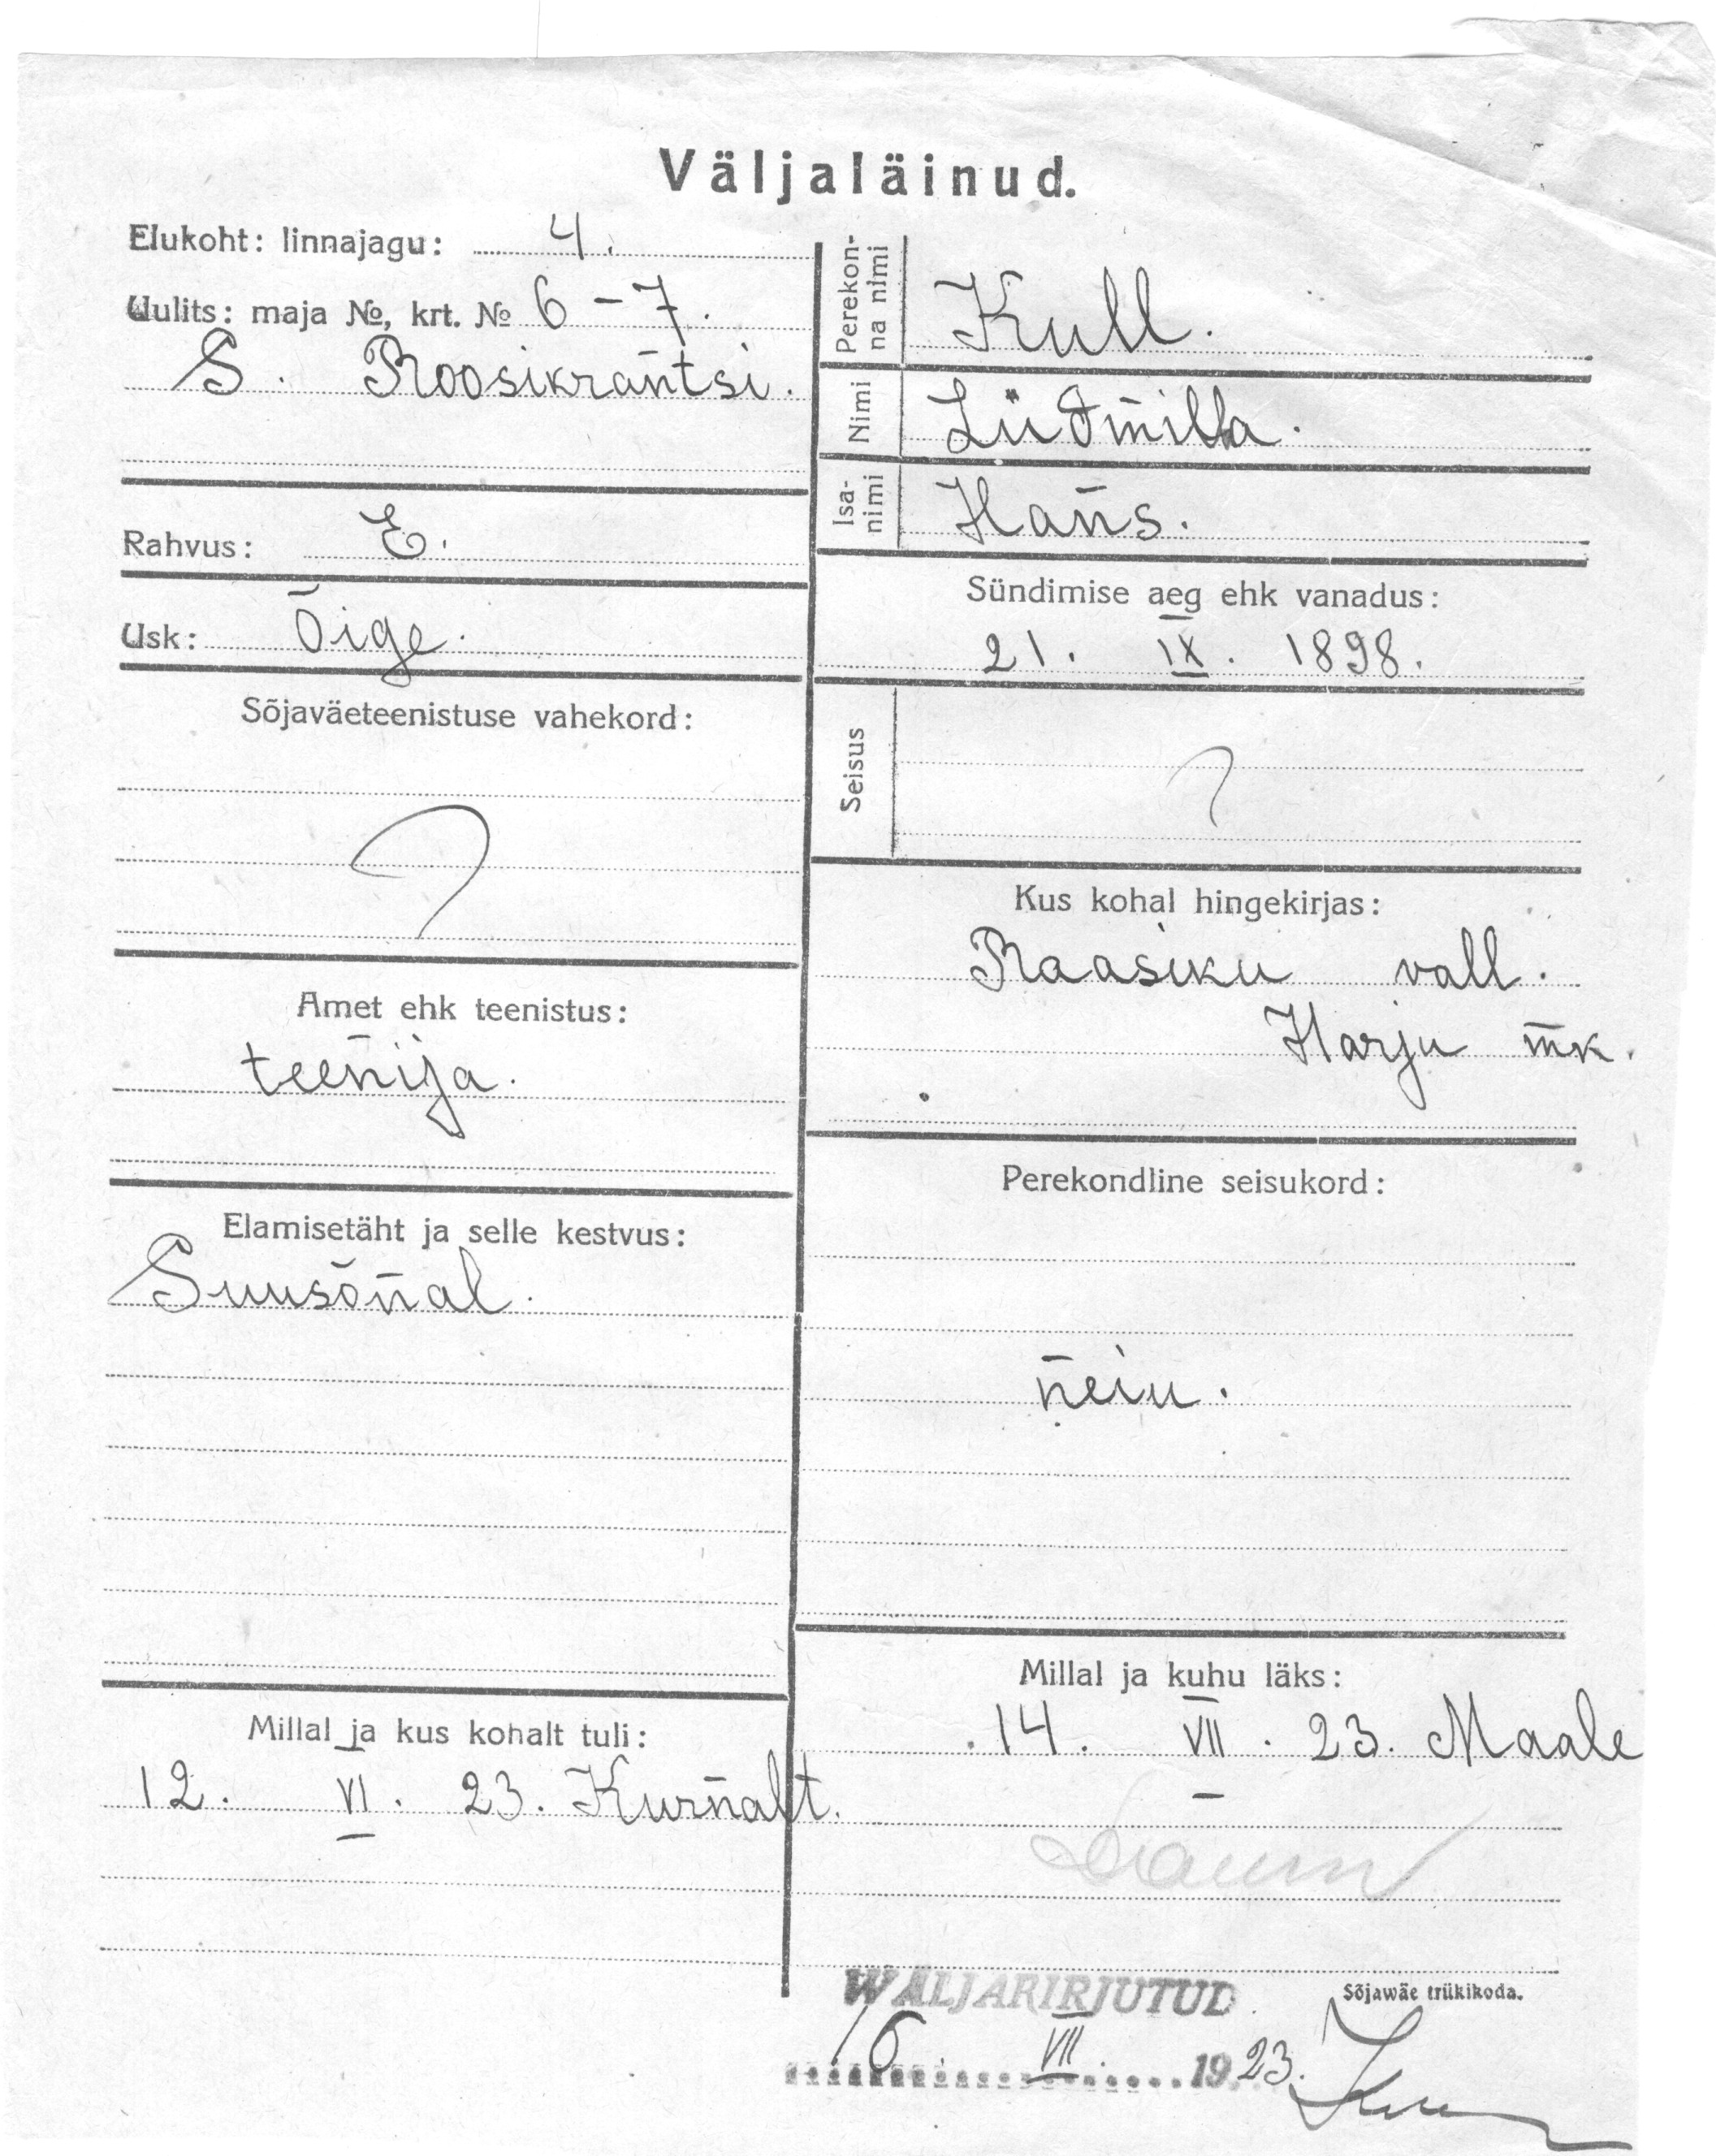 Väljaläinud.
Elukoht: linnajagu: 4.
Uulits: maja №, krt. № 6 – 7.
S. Roosikrantsi.
Rahvus: E.
Usk: Õige.
Sõjaväeteenistuse vahekord:
Amet ehk teenistus:
teenija.
Elamisetäht ja selle kestvus:
Suusõnal.
Millal ja kus kohalt tuli:
12. VI. 23. Kurnalt.
Perekon-
na nimi
Kull.
Nimi
Lüdmilla.
Isa-
nimi
Hans.
Sündimise aeg ehk vanadus:
21. IX. 1898.
Seisus
Kus kohal hingekirjas:
Raasiku vall.
Harju mk.
Perekondline seisukord:
neiu.
Millal ja kuhu läks:
14. VII. 23. Maale
WÄLJAKIRJUTUD
Sõjawäe trükikoda.
16. VII. 1923.